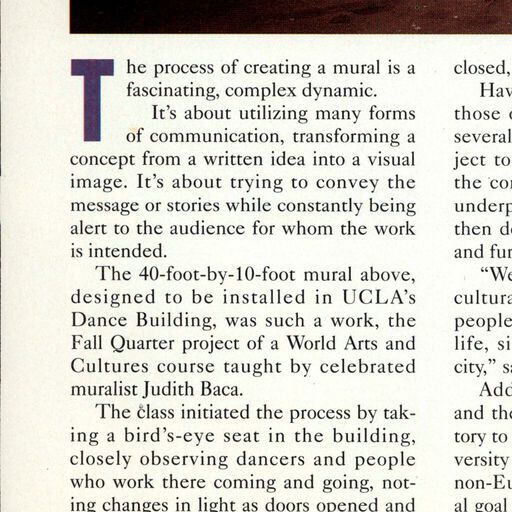 The process of creating a mural is a
fascinating, complex dynamic.
It's about utilizing many forms
of communication, transforming a
concept from a written idea into a visual
image. It's about trying to convey the
message or stories while constantly being
alert to the audience for whom the work
is intended.
The 40-foot-by-10-foot mural above,
designed to be installed in UCLA's
Dance Building, was such a work, the
Fall Quarter project of a World Arts and
Cultures course taught by celebrated
muralist Judith Baca.
The class initiated the process by tak-
ing a bird's-eye seat in the building,
closely observing dancers and people
who work there coming and going, not-
ing changes in light as doors opened and
closed,
Hav
those
several
ject to
the
underp
then
and fur
"We
cultura
people
life, si
city,"
Add
and the
tory to
versity
non-Eu
al goal